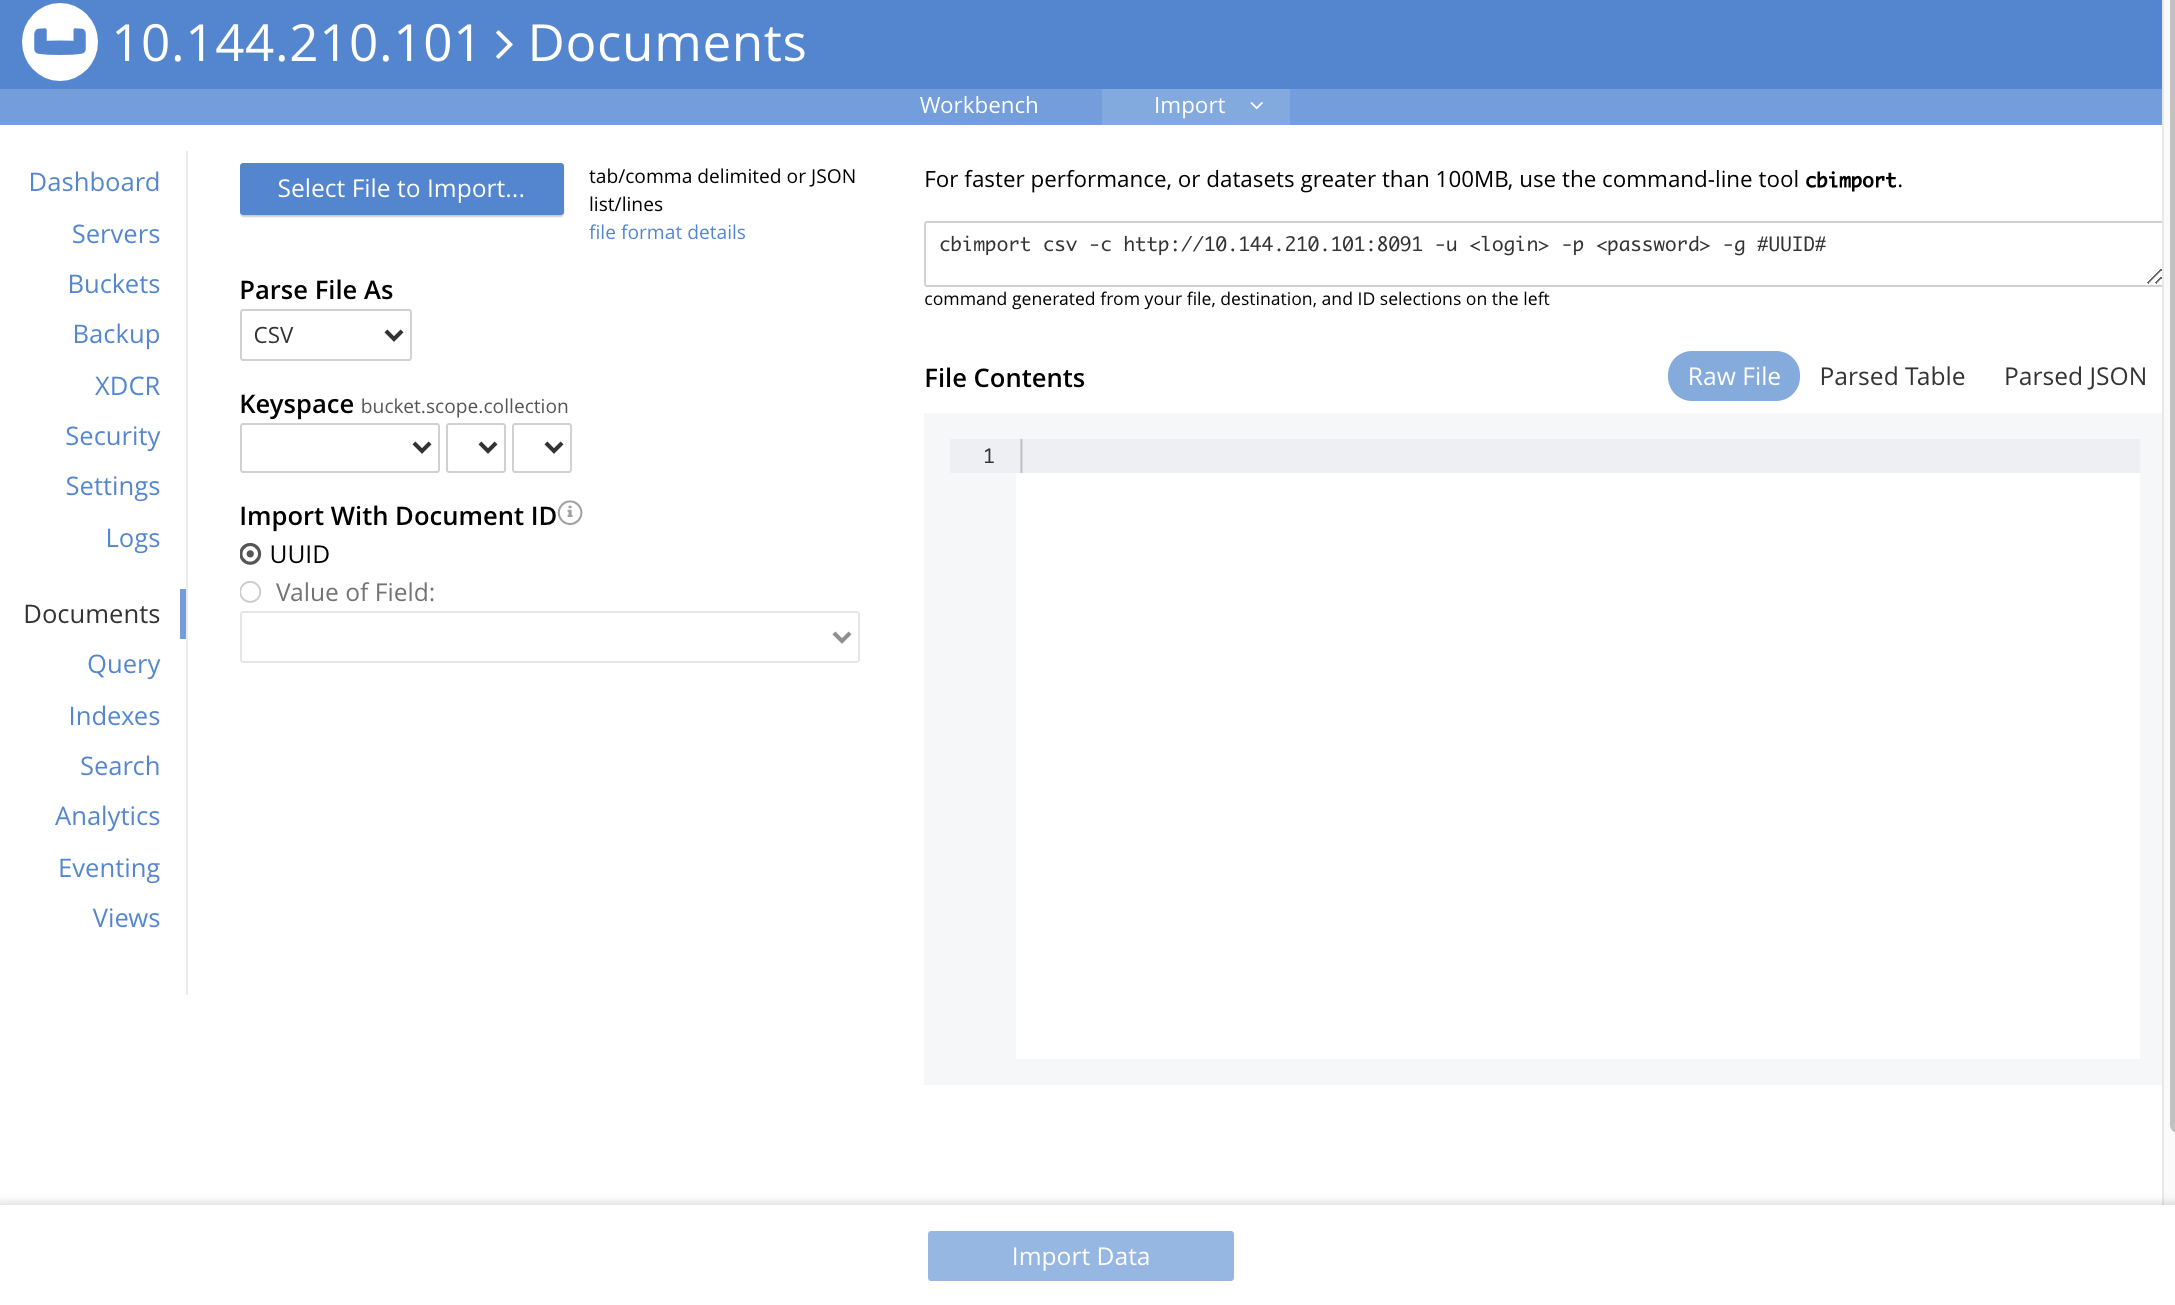 10.144.210.101 > Documents
Workbench
Import
Dashboard
Servers
Buckets
Backup
XDCR
Security
Settings
Logs
Documents
Query
Indexes
Search
Analytics
Eventing
Views
Select File to Import...
tab/comma delimited or JSON
list/lines
file format details
Parse File As
CSV
Keyspace bucket.scope.collection
Import With Document ID
UUID
Value of Field:
For faster performance, or datasets greater than 100MB, use the command-line tool cbimport.
cbimport csv -c http://10.144.210.101:8091 -u <login> -p <password> -g #UUID#
command generated from your file, destination, and ID selections on the left
File Contents
Raw File
Parsed Table
Parsed JSON
1
Import Data